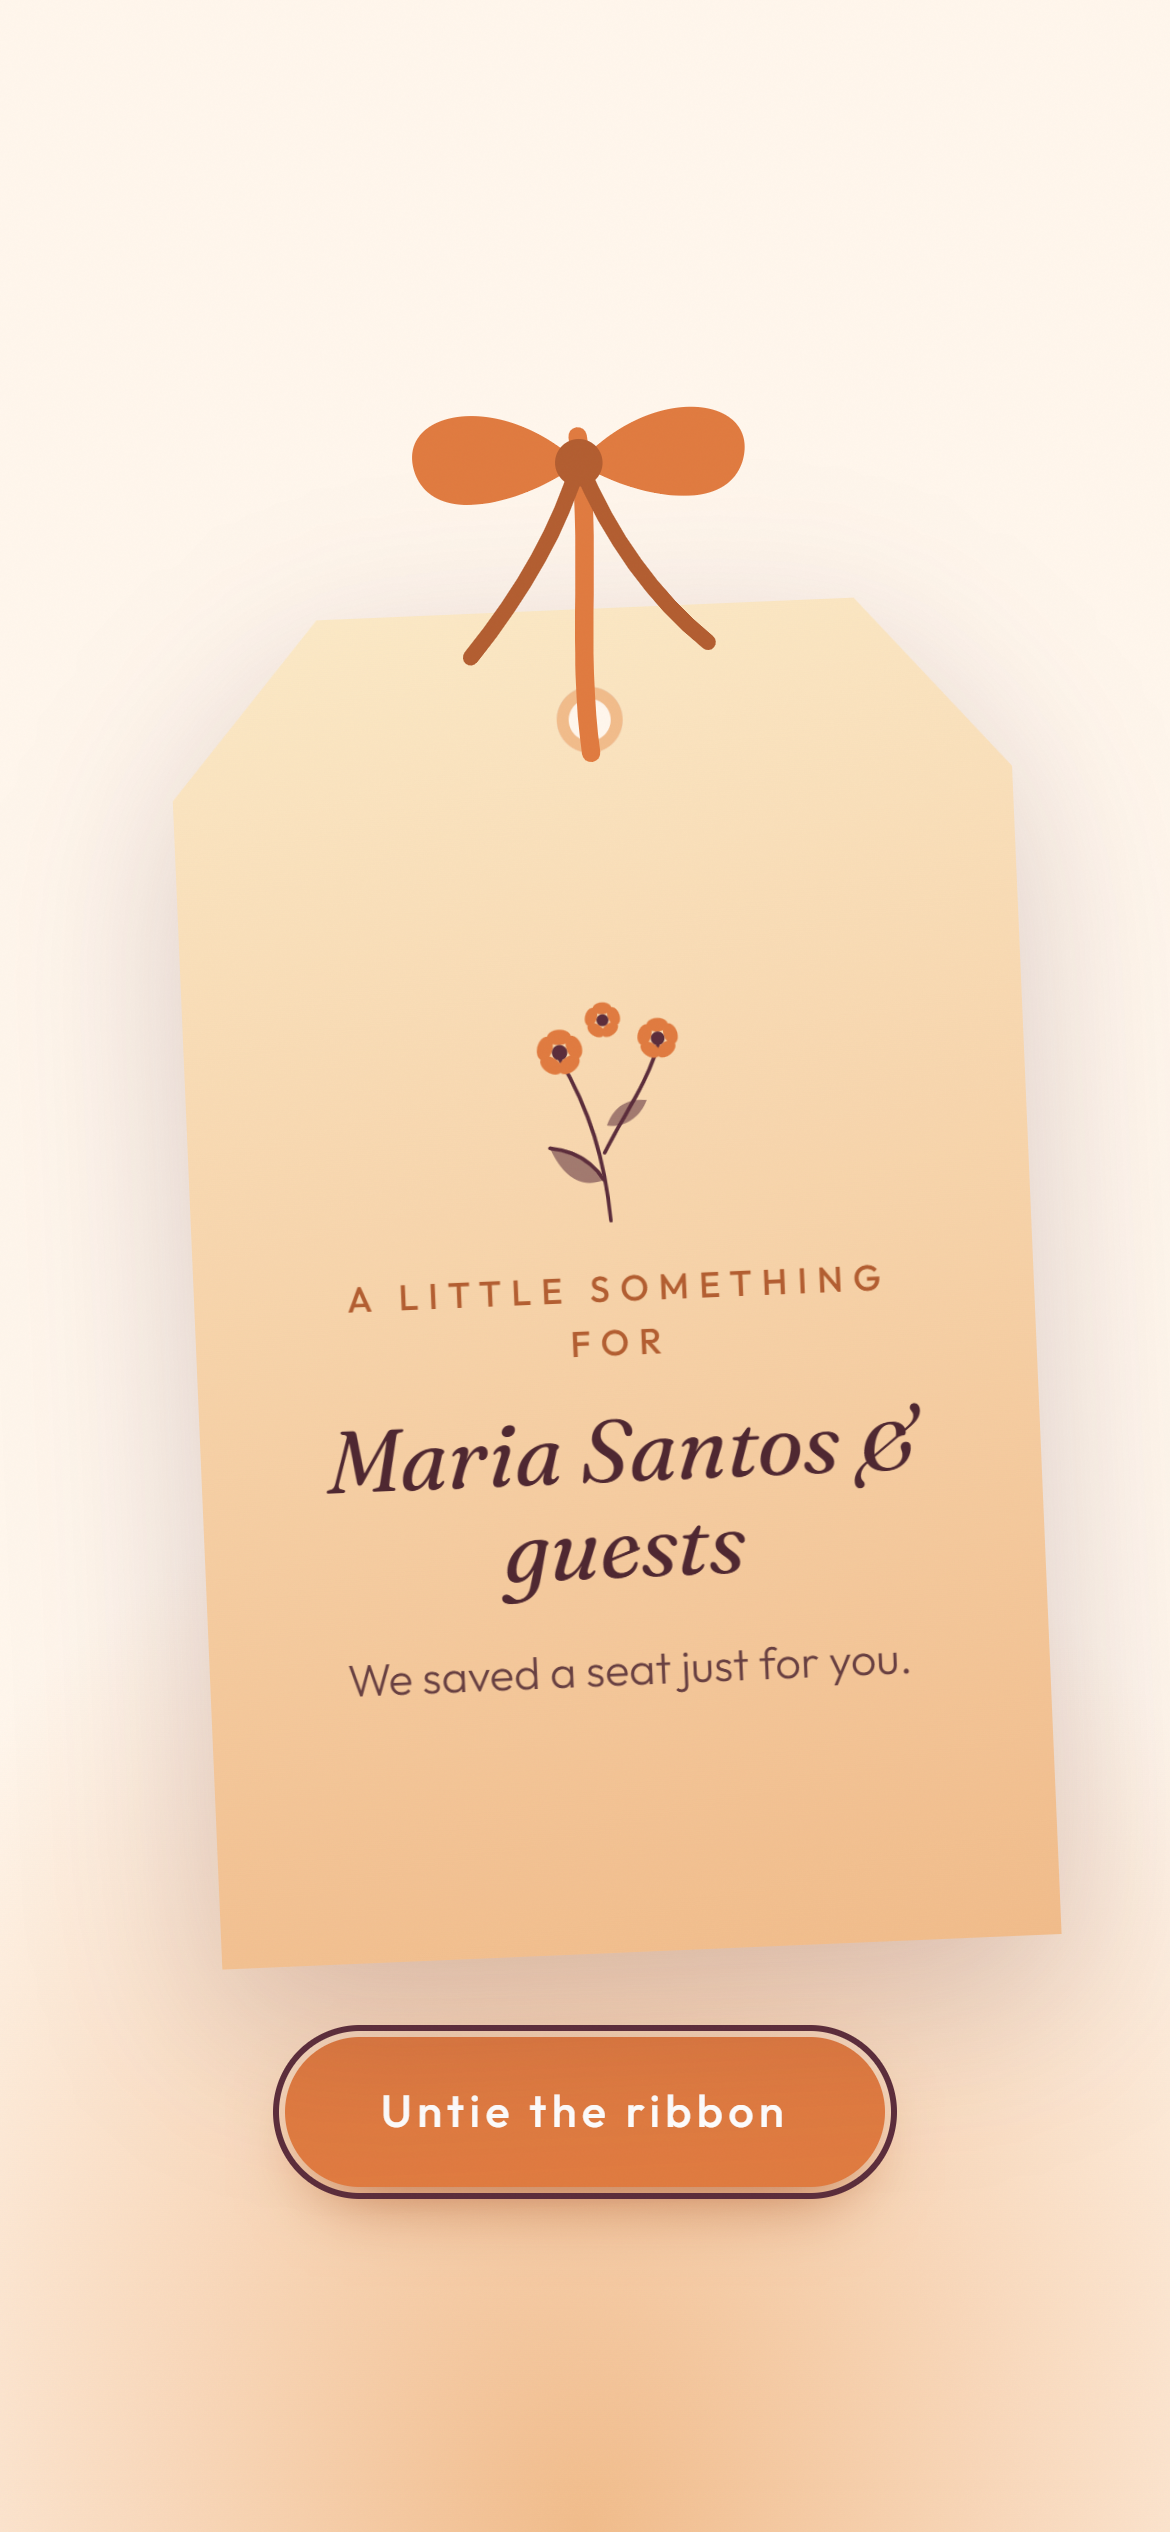 A LITTLE SOMETHING
FOR
Maria Santos &
guests
We saved a seat just for you.
Untie the ribbon